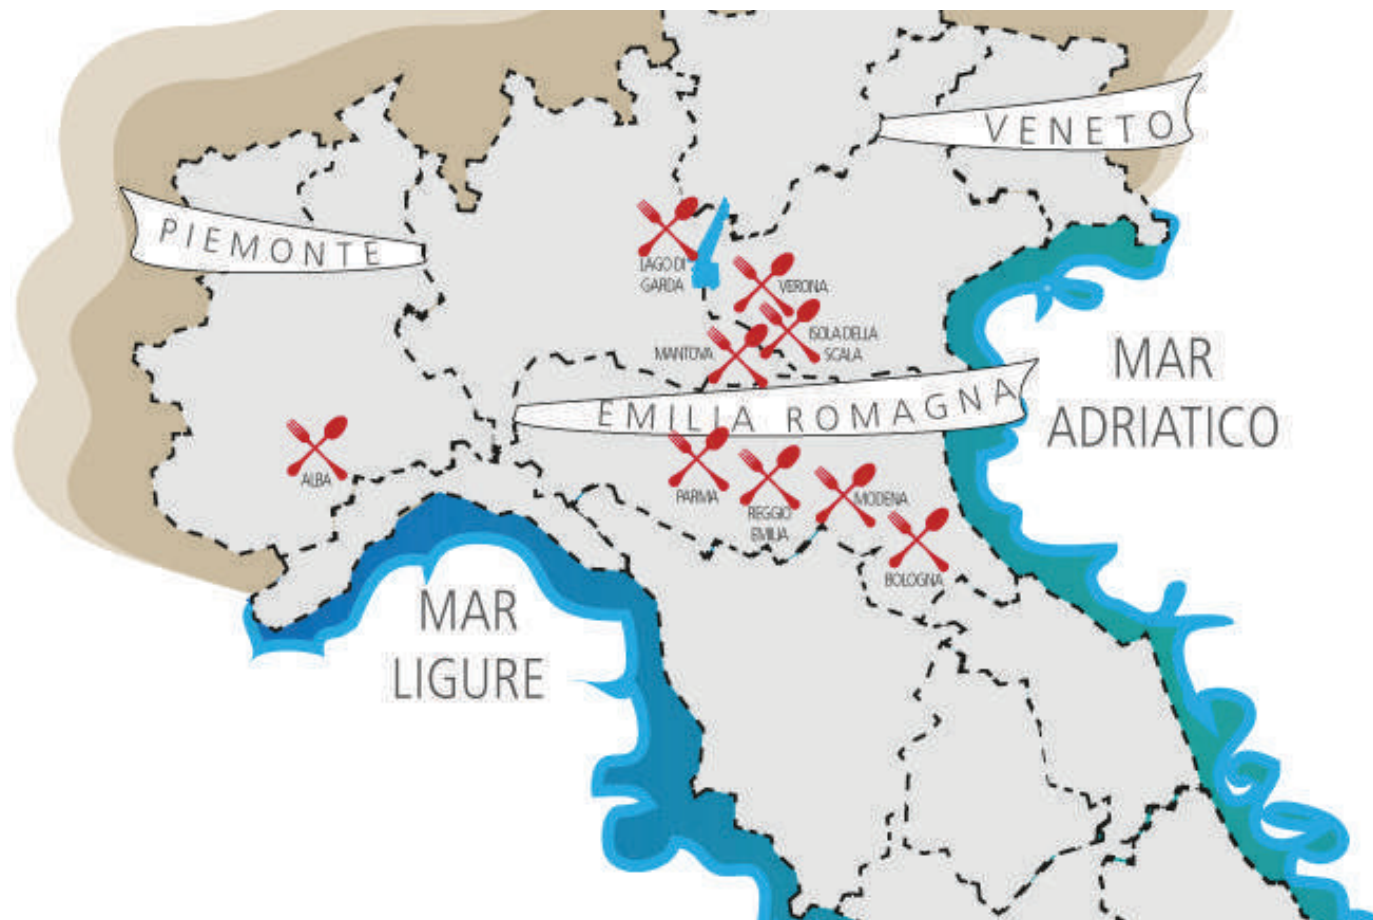 VENETO
PIEMONTE
LAGO DI
GARDA
VERONA
ISOLA DELLA
SCALA
MANTOVA
MAR
ADRIATICO
EMILIA ROMAGNA
ALBA
PARMA
REGGIO
EMILIA
MODENA
BOLOGNA
MAR
LIGURE